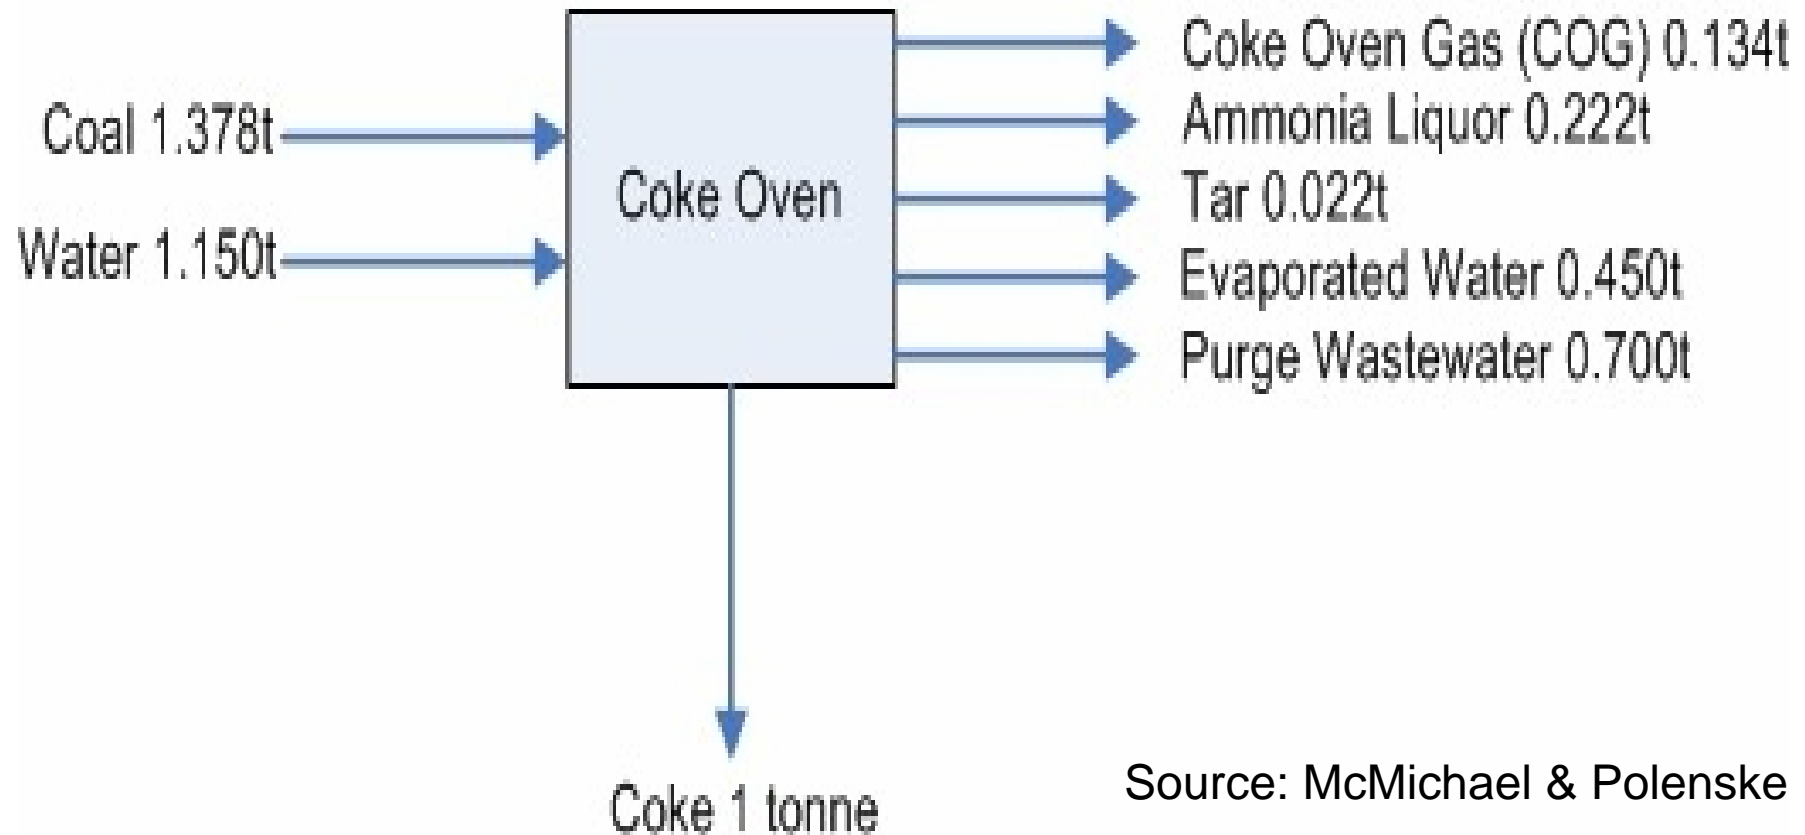 Coal 1.378t
Water 1.150t
Coke Oven
Coke Oven Gas (COG) 0.134t
Ammonia Liquor 0.222t
Tar 0.022t
Evaporated Water 0.450t
Purge Wastewater 0.700t
Coke 1 tonne
Source: McMichael & Polenske